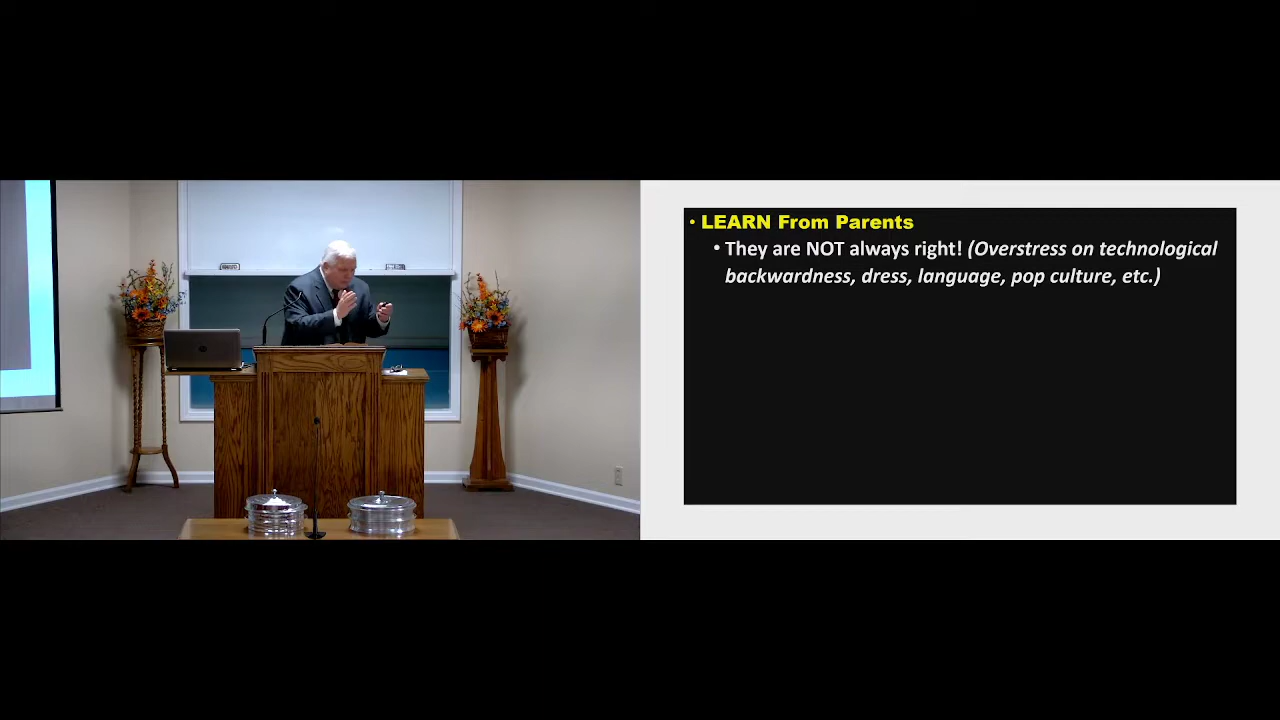 • LEARN From Parents
• They are NOT always right! (Overstress on technological
backwardness, dress, language, pop culture, etc.)